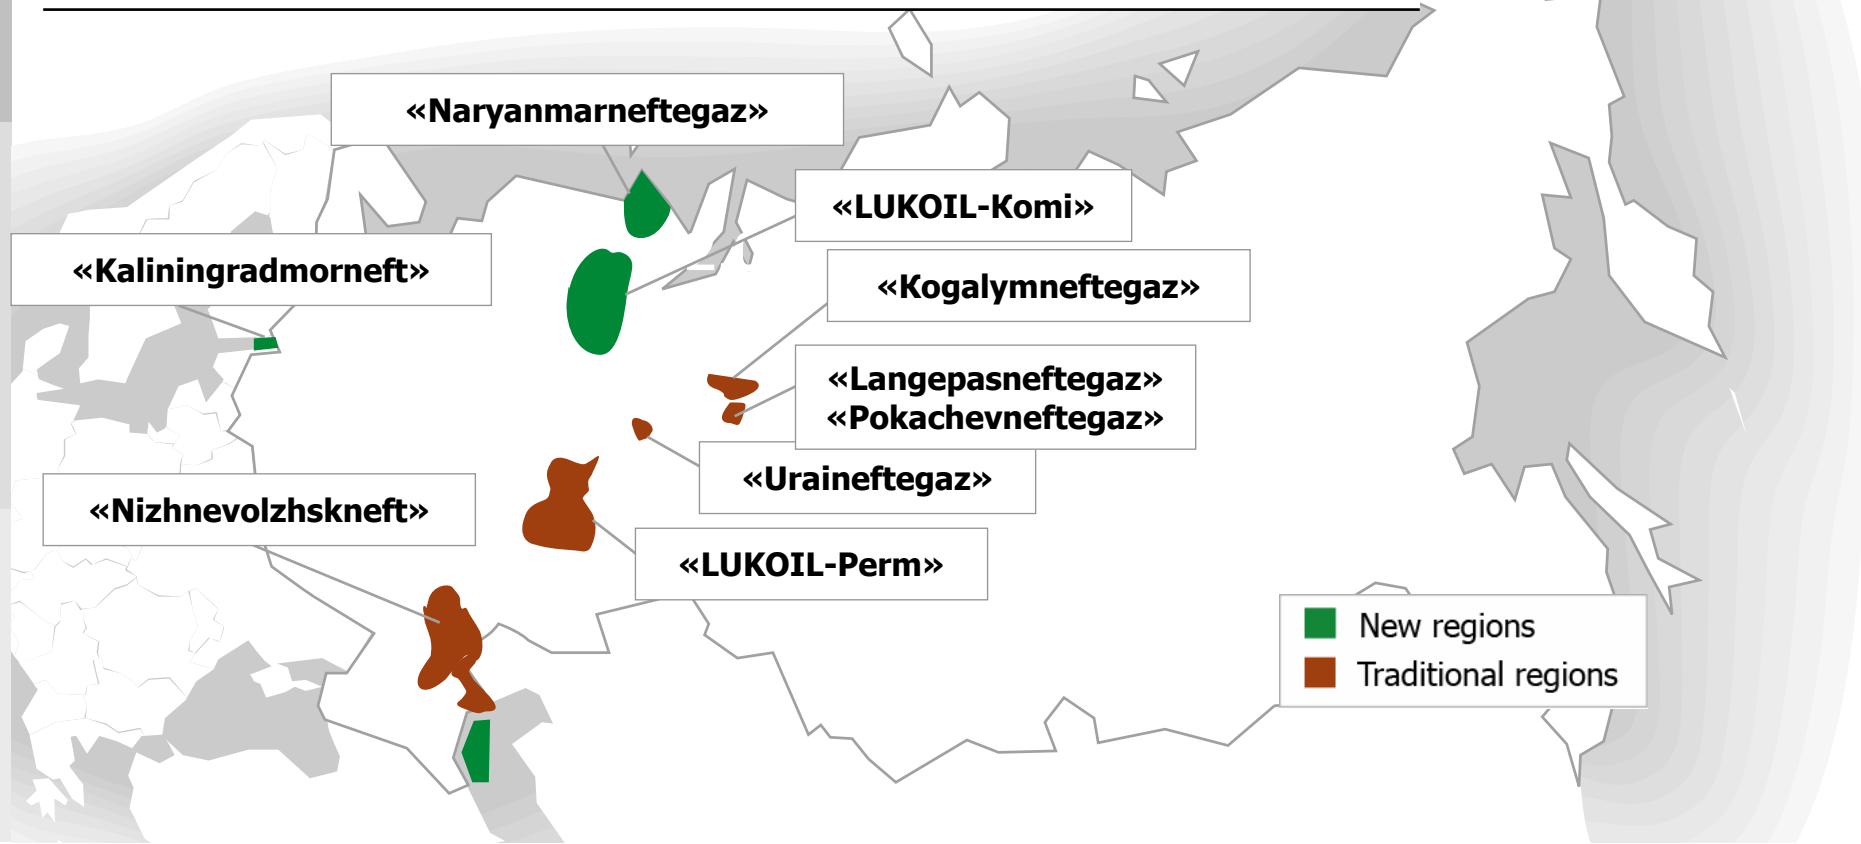 «Naryanmarneftegaz»
«LUKOIL-Komi»
«Kaliningradmorneft»
«Kogalymneftegaz»
«Langepasneftegaz»
«Pokachevneftegaz»
«Uraineftegaz»
«Nizhnevolzhskneft»
«LUKOIL-Perm»
New regions
Traditional regions